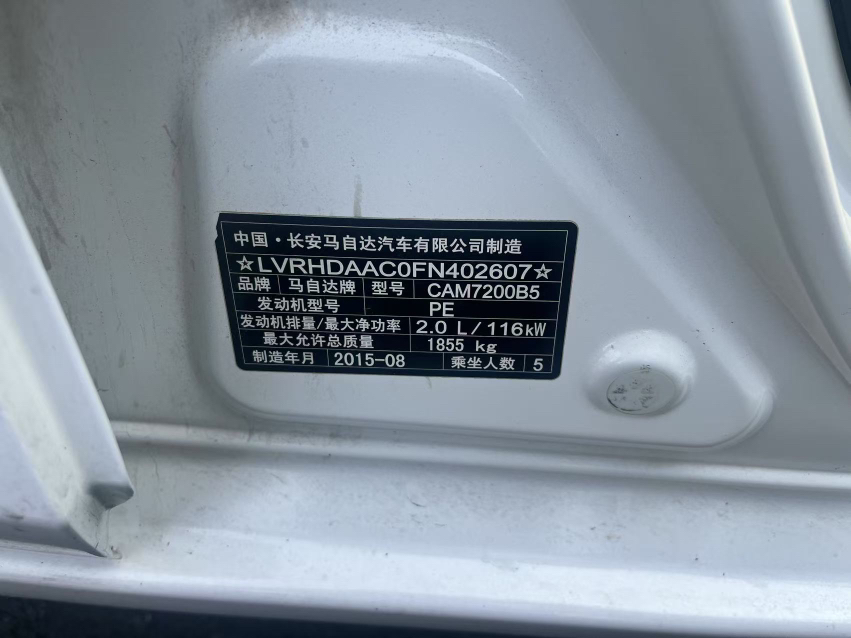 中国·长安马自达汽车有限公司制造
☆LVRHDAAC0FN402607☆
品牌 马自达牌 型号 CAM7200B5
发动机型号 PE
发动机排量/最大净功率 2.0 L/116kW
最大允许总质量 1855 kg
制造年月 2015-08 乘坐人数 5